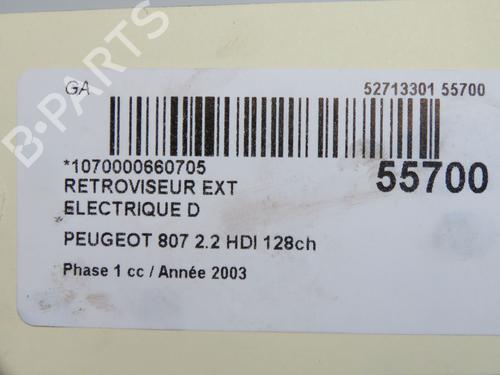 GA
52713301 55700
*1070000660705
55700
RETROVISEUR EXT
ELECTRIQUE D
PEUGEOT 807 2.2 HDI 128ch
Phase 1 cc / Année 2003
B-PARTS